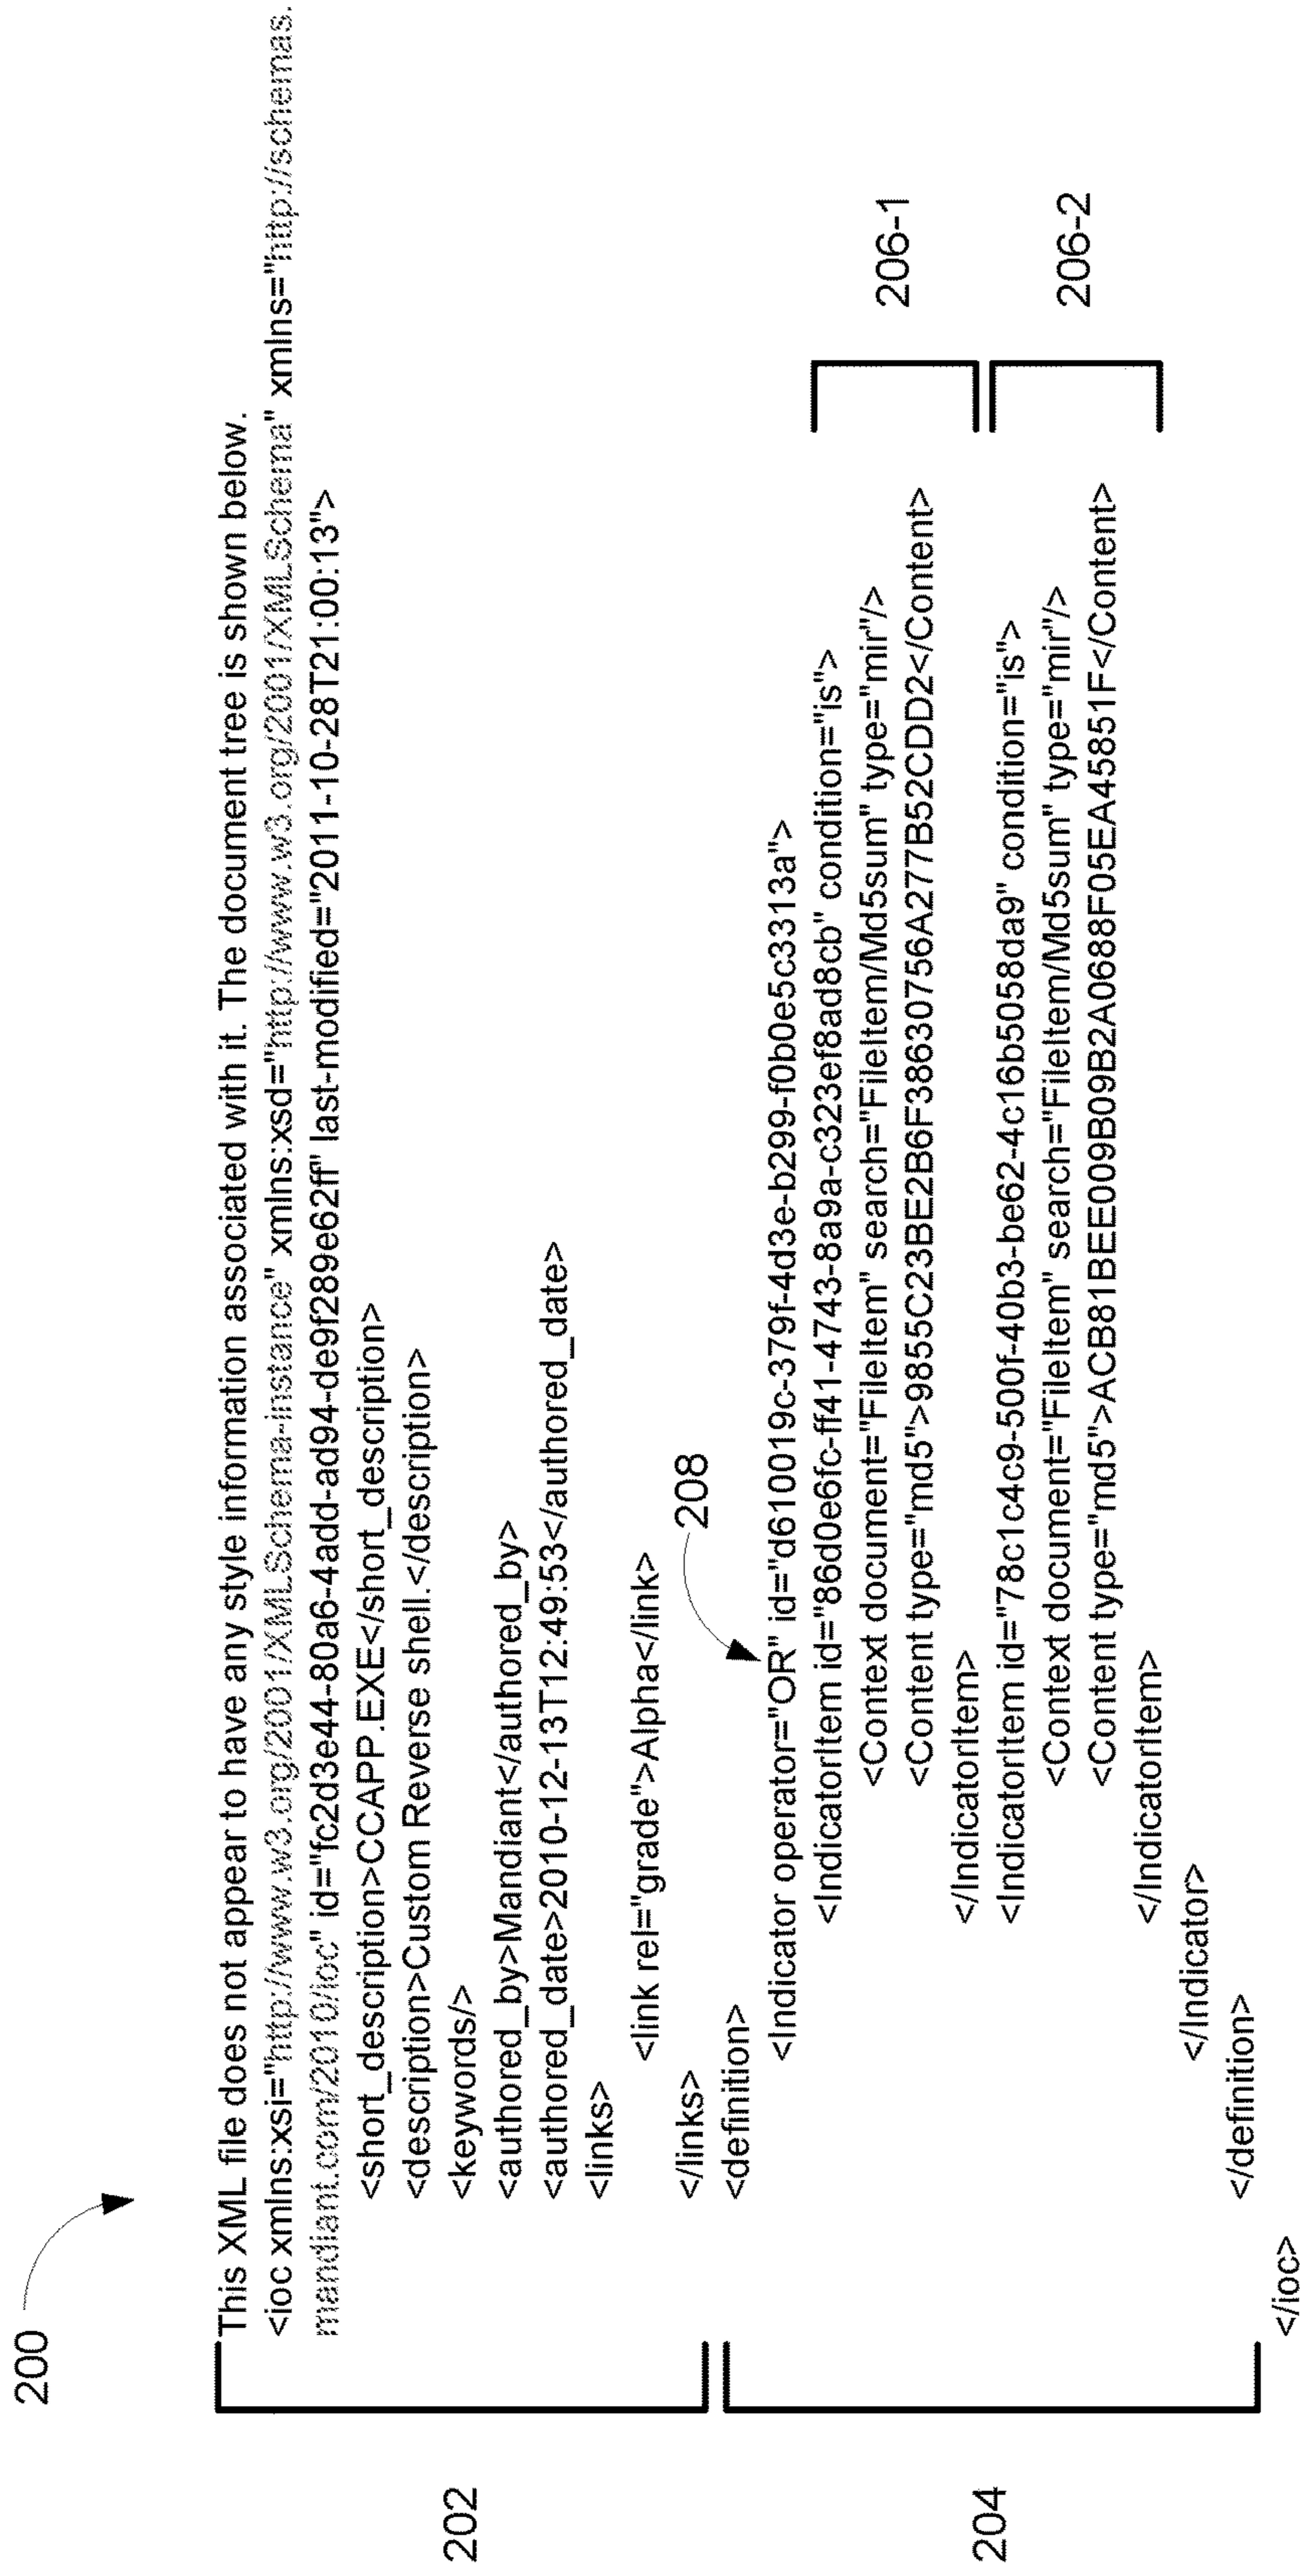 200
This XML file does not appear to have any style information associated with it. The document tree is shown below.
<ioc xmlns:xsi="http://www.w3.org/2001/XMLSchema-instance" xmlns:xsd="http://www.w3.org/2001/XMLSchema" xmlns="http://schemas.
mandiant.com/2010/ioc" id="fc2d3e44-80a6-4add-ad94-de9f289e62ff" last-modified="2011-10-28T21:00:13">
<short_description>CCAPP.EXE</short_description>
<description>Custom Reverse shell.</description>
<keywords/>
202
<authored_by>Mandiant</authored_by>
<authored_date>2010-12-13T12:49:53</authored_date>
<links>
<link rel="grade">Alpha</link>
</links>
208
<definition>
<Indicator operator="OR" id="d610019c-379f-4d3e-b299-f0b0e5c3313a">
<IndicatorItem id="86d0e6fc-ff41-4743-8a9a-c323ef8ad8cb" condition="is">
<Context document="FileItem" search="FileItem/Md5sum" type="mir"/>
206-1
<Content type="md5">9855C23BE2B6F38630756A277B52CDD2</Content>
</IndicatorItem>
204
<IndicatorItem id="78c1c4c9-500f-40b3-be62-4c16b5058da9" condition="is">
<Context document="FileItem" search="FileItem/Md5sum" type="mir"/>
206-2
<Content type="md5">ACB81BEE009B09B2A0688F05EA45851F</Content>
</IndicatorItem>
</Indicator>
</definition>
</ioc>